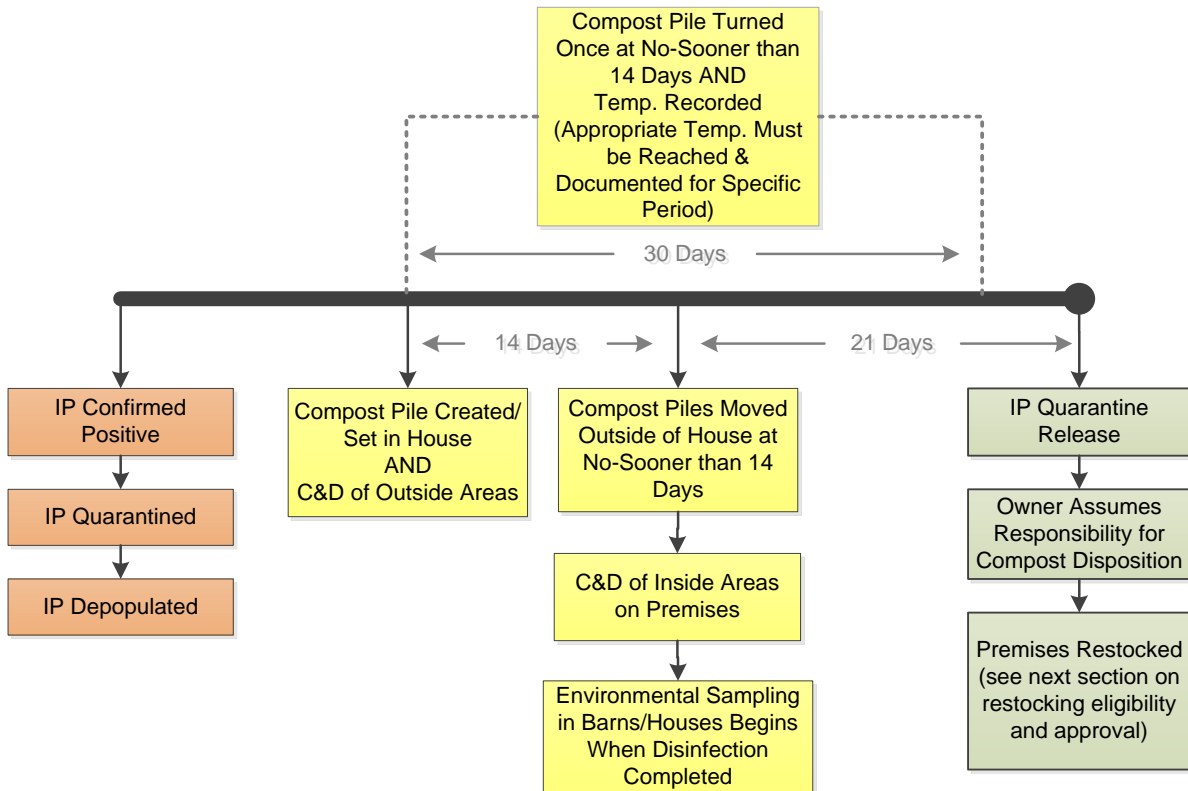 Compost Pile Turned
Once at No-Sooner than
14 Days AND
Temp. Recorded
(Appropriate Temp. Must
be Reached &
Documented for Specific
Period)
30 Days
14 Days
21 Days
IP Confirmed
Positive
IP Quarantined
IP Depopulated
Compost Pile Created/
Set in House
AND
C&D of Outside Areas
Compost Piles Moved
Outside of House at
No-Sooner than 14
Days
C&D of Inside Areas
on Premises
Environmental Sampling
in Barns/Houses Begins
When Disinfection
Completed
IP Quarantine
Release
Owner Assumes
Responsibility for
Compost Disposition
Premises Restocked
(see next section on
restocking eligibility
and approval)